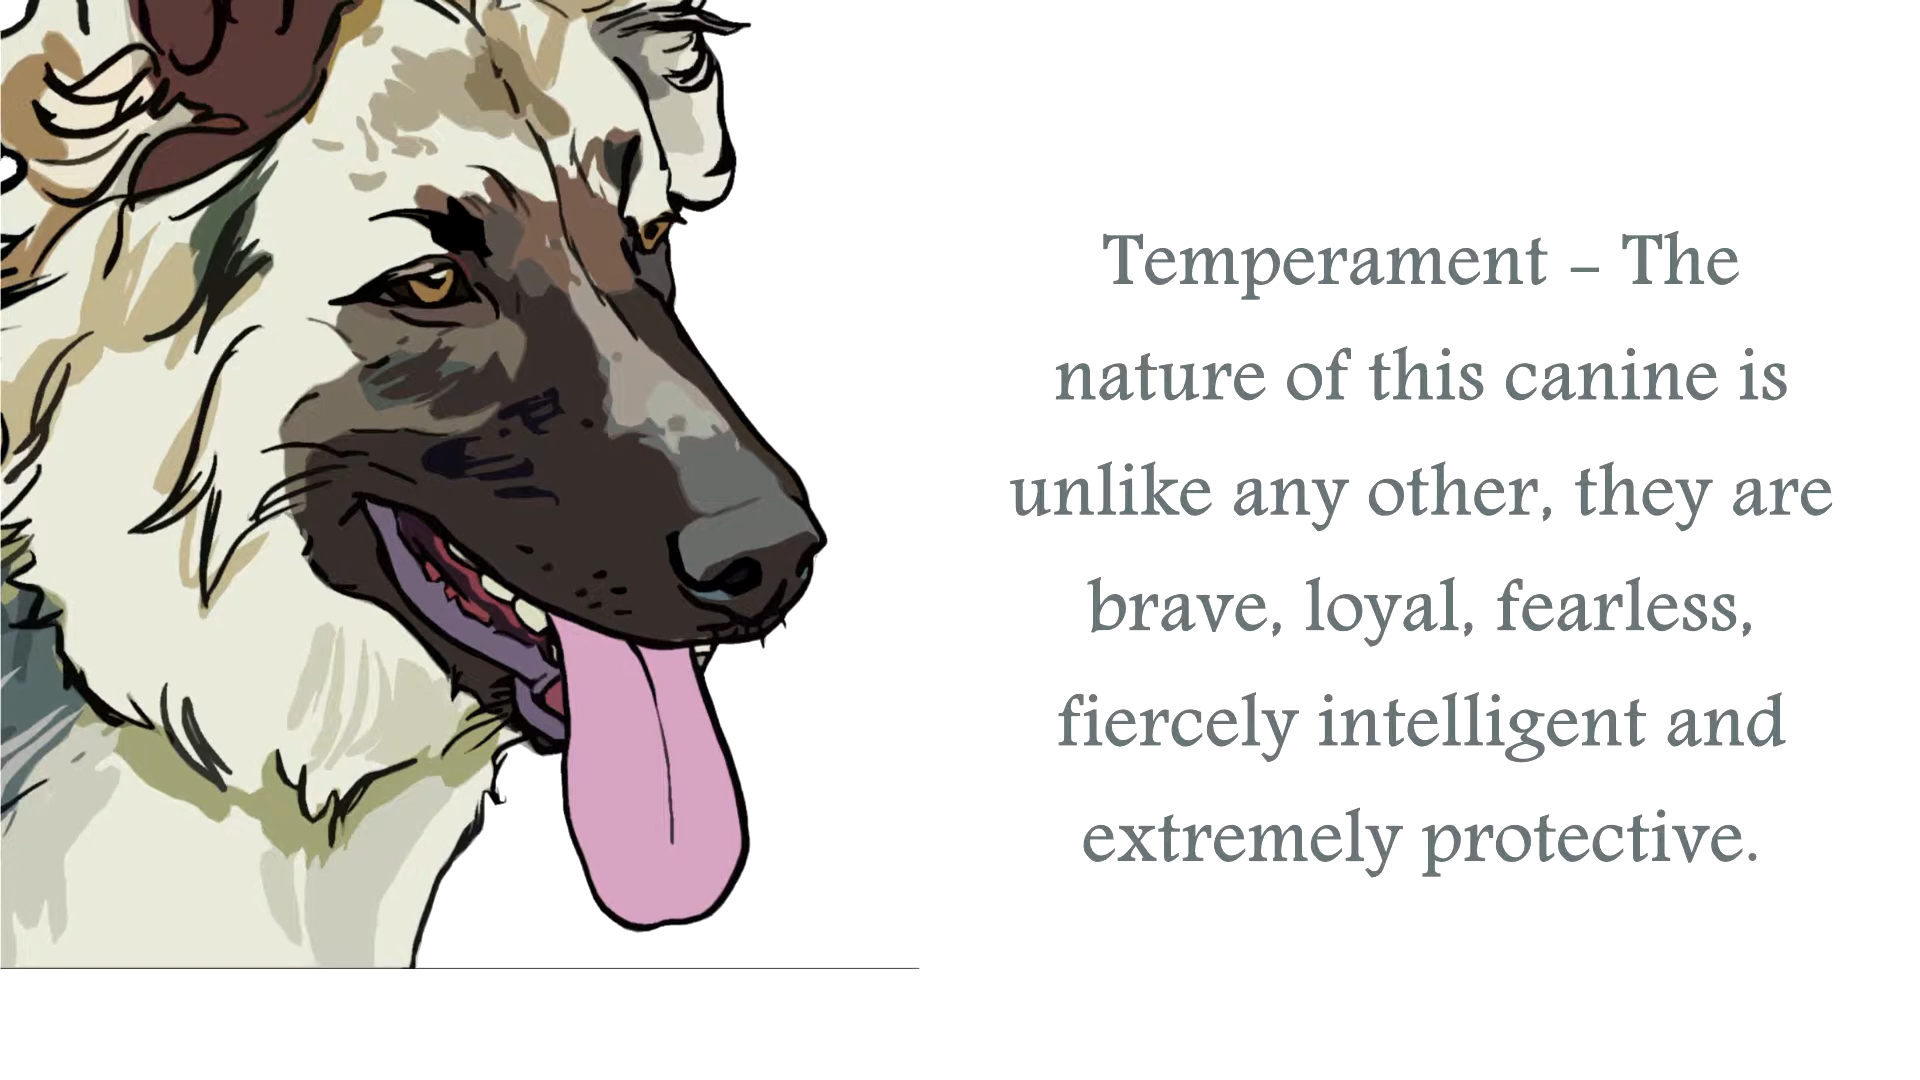 Temperament – The
nature of this canine is
unlike any other, they are
brave, loyal, fearless,
fiercely intelligent and
extremely protective.